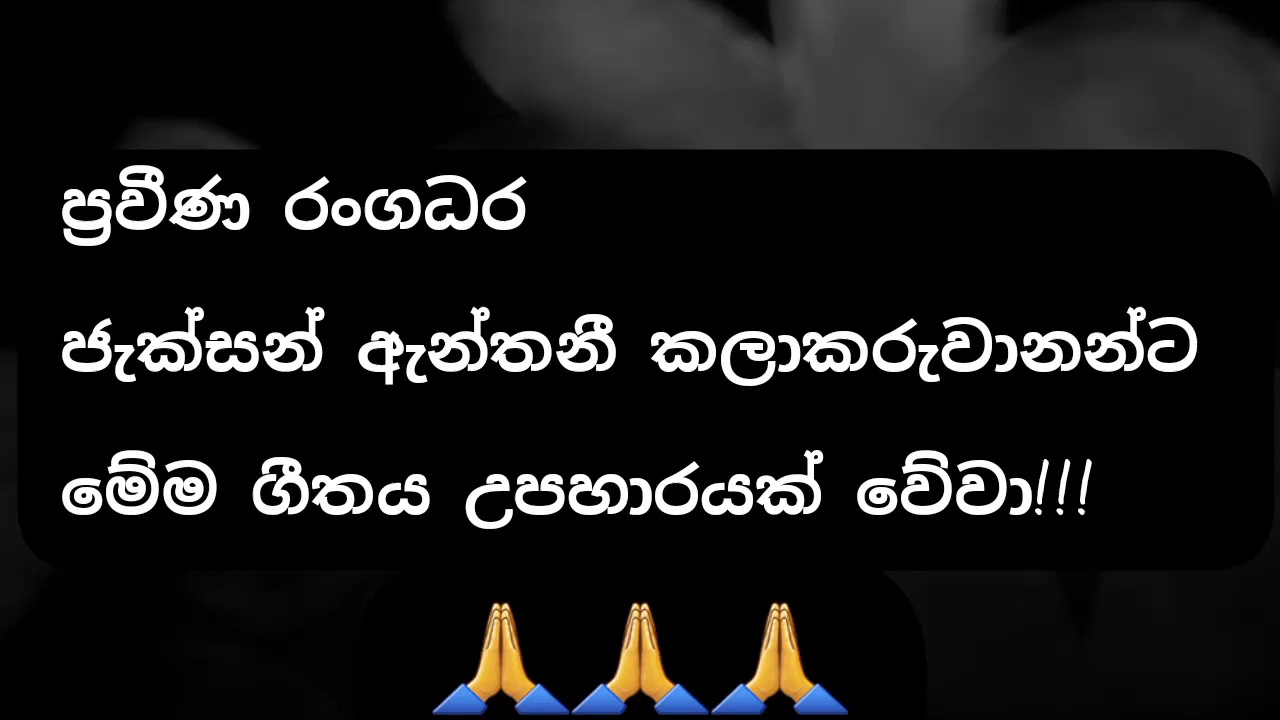 ප්‍රවීණ රංගධර
ජැක්සන් ඇන්තනී කලාකරුවානන්ට
මේම ගීතය උපහාරයක් වේවා!!!
🙏🙏🙏